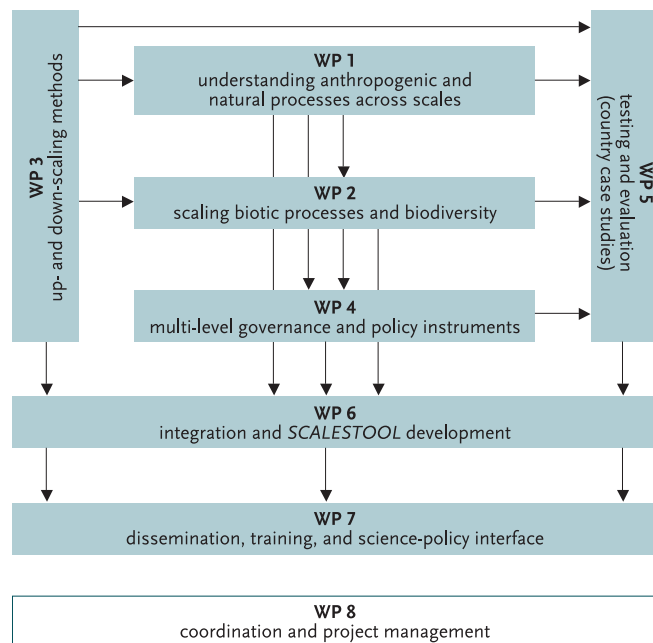 WP 3
up- and down-scaling methods
WP 1
understanding anthropogenic and
natural processes across scales
WP 2
scaling biotic processes and biodiversity
WP 4
multi-level governance and policy instruments
WP 5
testing and evaluation
(country case studies)
WP 6
integration and SCALESTOOL development
WP 7
dissemination, training, and science-policy interface
WP 8
coordination and project management